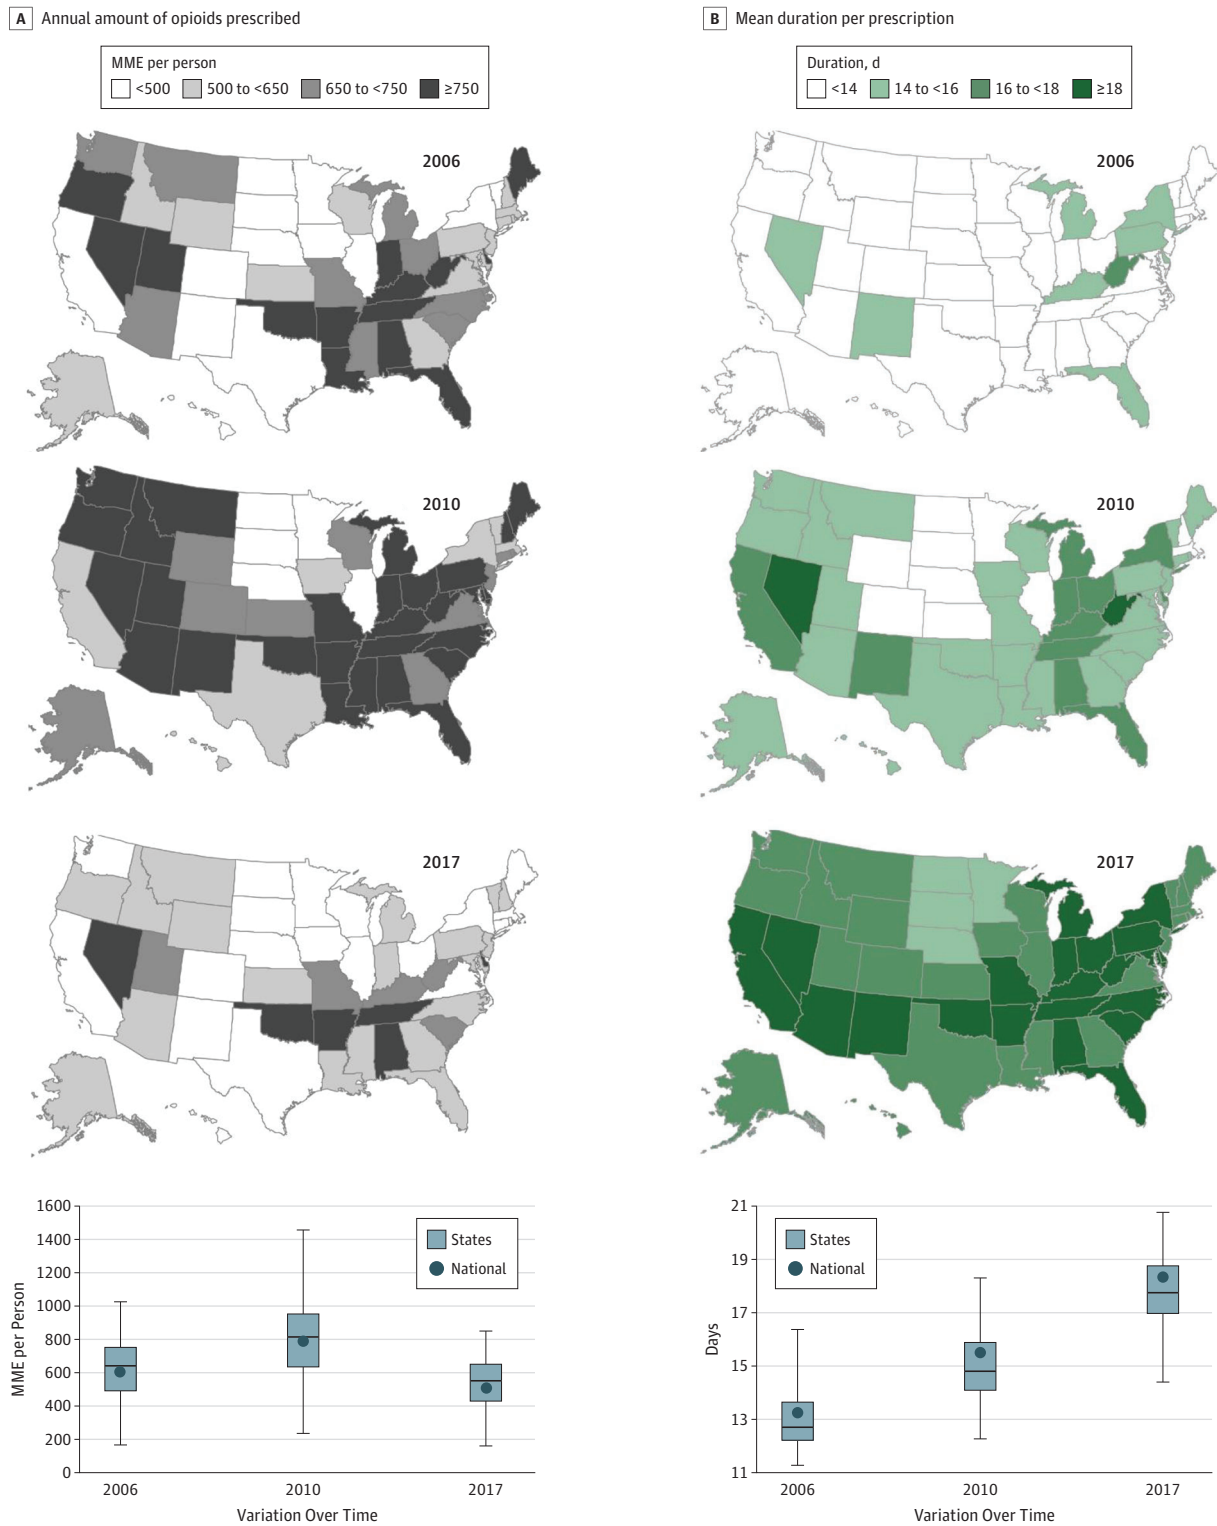 A Annual amount of opioids prescribed
MME per person
<500 500 to <650 650 to <750 ≥750
2006
2010
2017
1600
1400
1200
1000
800
600
400
200
0
MME per Person
States
National
2006 2010 2017
Variation Over Time
B Mean duration per prescription
Duration, d
<14 14 to <16 16 to <18 ≥18
2006
2010
2017
21
19
17
15
13
11
Days
States
National
2006 2010 2017
Variation Over Time